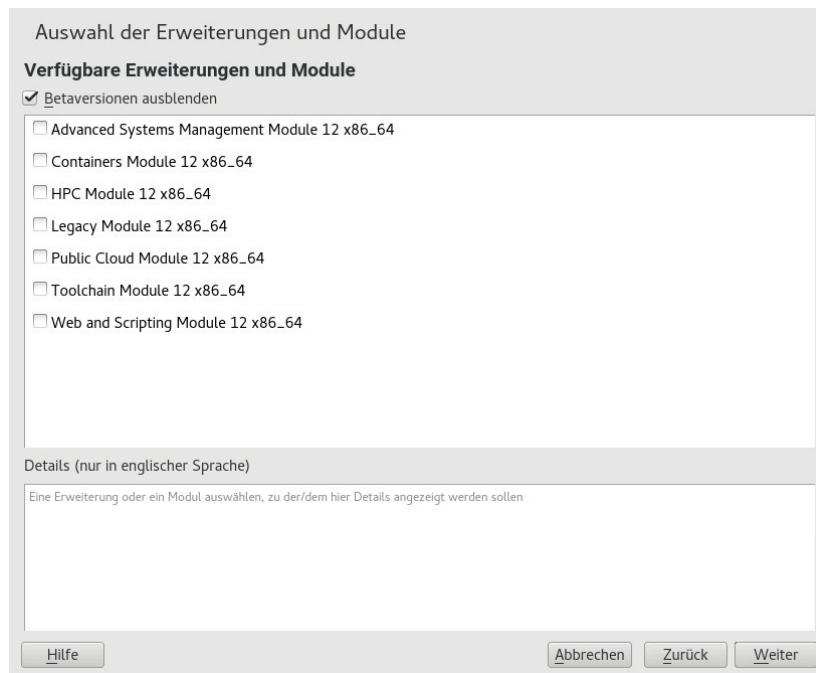 Auswahl der Erweiterungen und Module
Verfügbare Erweiterungen und Module
Betaversionen ausblenden
Advanced Systems Management Module 12 x86_64
Containers Module 12 x86_64
HPC Module 12 x86_64
Legacy Module 12 x86_64
Public Cloud Module 12 x86_64
Toolchain Module 12 x86_64
Web and Scripting Module 12 x86_64
Details (nur in englischer Sprache)
Eine Erweiterung oder ein Modul auswählen, zu der/dem hier Details angezeigt werden sollen
Hilfe
Abbrechen
Zurück
Weiter